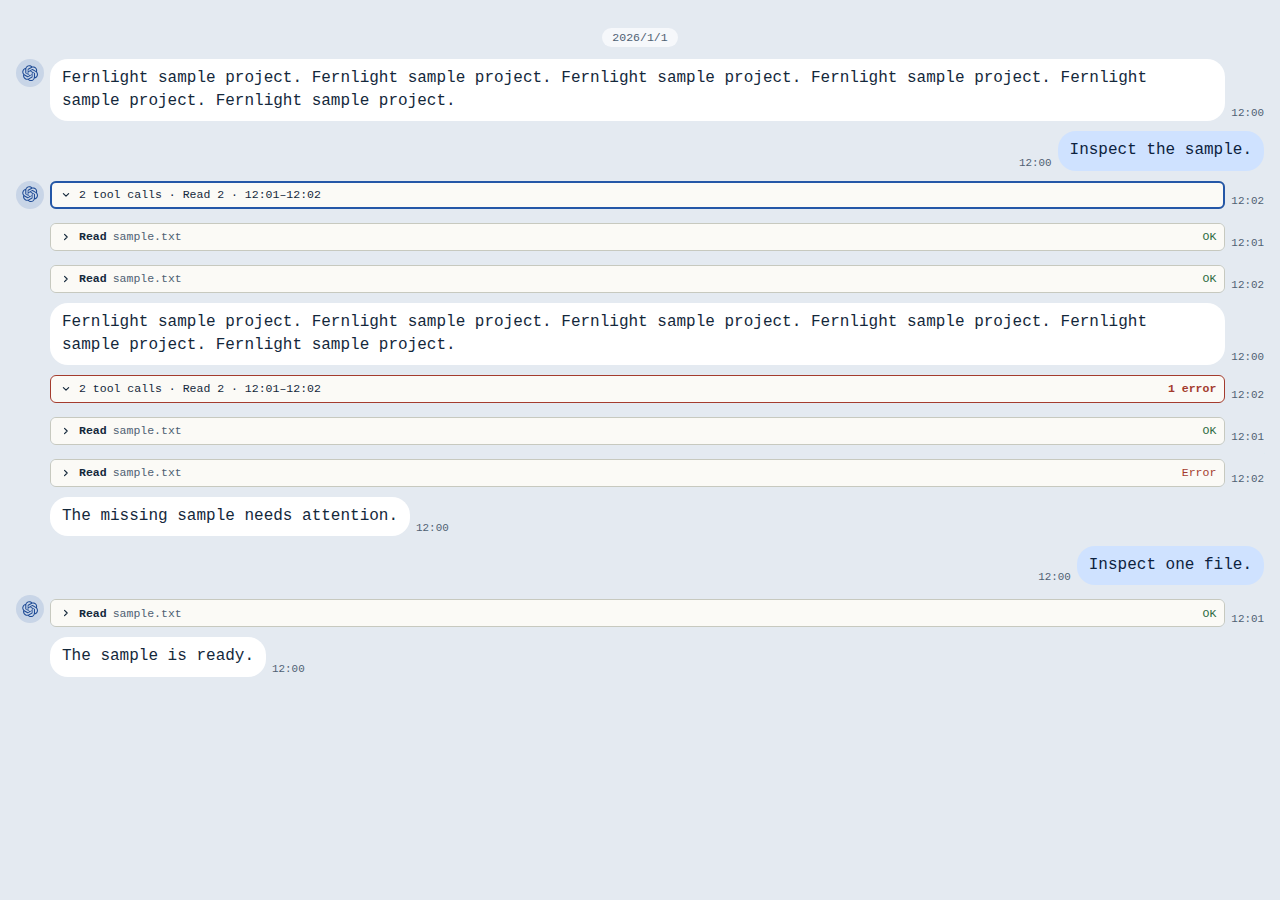 2026/1/1
Fernlight sample project. Fernlight sample project. Fernlight sample project. Fernlight sample project. Fernlight
sample project. Fernlight sample project.
12:00
Inspect the sample.
12:00
2 tool calls · Read 2 · 12:01–12:02
12:02
Read sample.txt OK
12:01
Read sample.txt OK
12:02
Fernlight sample project. Fernlight sample project. Fernlight sample project. Fernlight sample project. Fernlight
sample project. Fernlight sample project.
12:00
2 tool calls · Read 2 · 12:01–12:02 1 error
12:02
Read sample.txt OK
12:01
Read sample.txt Error
12:02
The missing sample needs attention.
12:00
Inspect one file.
12:00
Read sample.txt OK
12:01
The sample is ready.
12:00